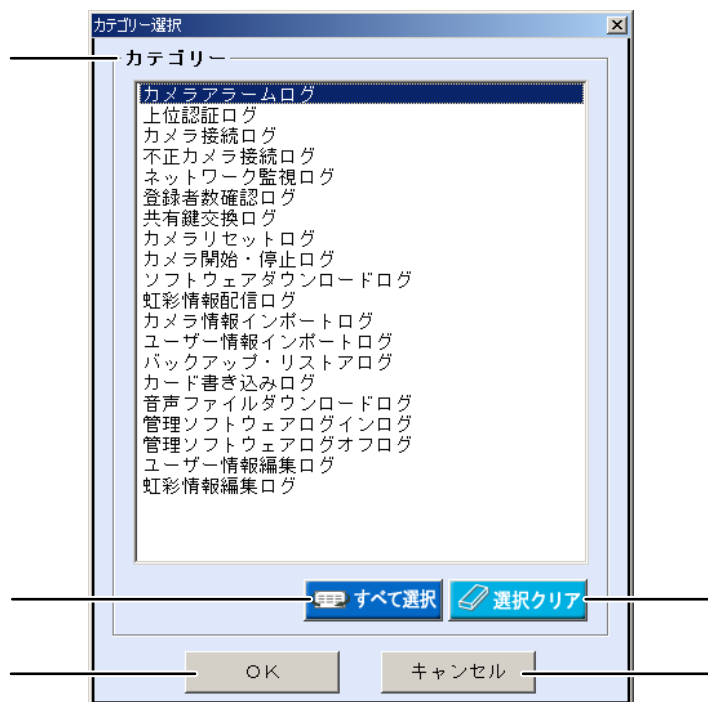 カテゴリー選択
カテゴリー
カメラアラームログ
上位認証ログ
カメラ接続ログ
不正カメラ接続ログ
ネットワーク監視ログ
登録者数確認ログ
共有鍵交換ログ
カメラリセットログ
カメラ開始・停止ログ
ソフトウェアダウンロードログ
虹彩情報配信ログ
カメラ情報インポートログ
ユーザー情報インポートログ
バックアップ・リストアログ
カード書き込みログ
音声ファイルダウンロードログ
管理ソフトウェアログインログ
管理ソフトウェアログオフログ
ユーザー情報編集ログ
虹彩情報編集ログ
すべて選択 選択クリア
OK キャンセル